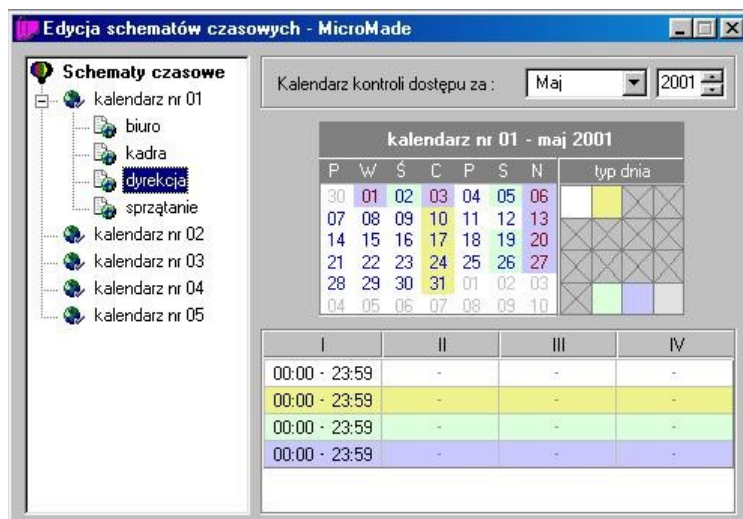 Edycja schematów czasowych - MicroMade
Schematy czasowe
kalendarz nr 01
biuro
kadra
dyrekcja
sprzątanie
kalendarz nr 02
kalendarz nr 03
kalendarz nr 04
kalendarz nr 05
Kalendarz kontroli dostępu za : Maj 2001
kalendarz nr 01 - maj 2001
P W Ś C P S N typ dnia
30 01 02 03 04 05 06
07 08 09 10 11 12 13
14 15 16 17 18 19 20
21 22 23 24 25 26 27
28 29 30 31 01 02 03
04 05 06 07 08 09 10
I II III IV
00:00 - 23:59 - - -
00:00 - 23:59 - - -
00:00 - 23:59 - - -
00:00 - 23:59 - - -